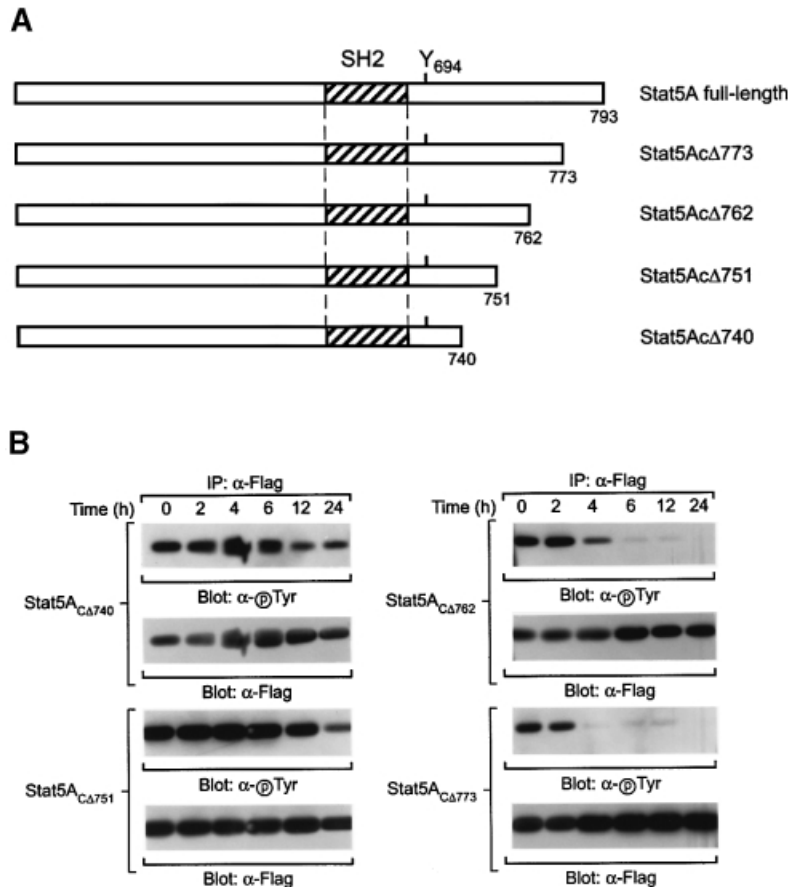 A
SH2 Y694
Stat5A full-length
793
Stat5AcΔ773
773
Stat5AcΔ762
762
Stat5AcΔ751
751
Stat5AcΔ740
740
B
IP: α-Flag
Time (h) 0 2 4 6 12 24
Stat5ACΔ740
Blot: α-ⓟTyr
Blot: α-Flag
Stat5ACΔ751
Blot: α-ⓟTyr
Blot: α-Flag
IP: α-Flag
Time (h) 0 2 4 6 12 24
Stat5ACΔ762
Blot: α-ⓟTyr
Blot: α-Flag
Stat5ACΔ773
Blot: α-ⓟTyr
Blot: α-Flag